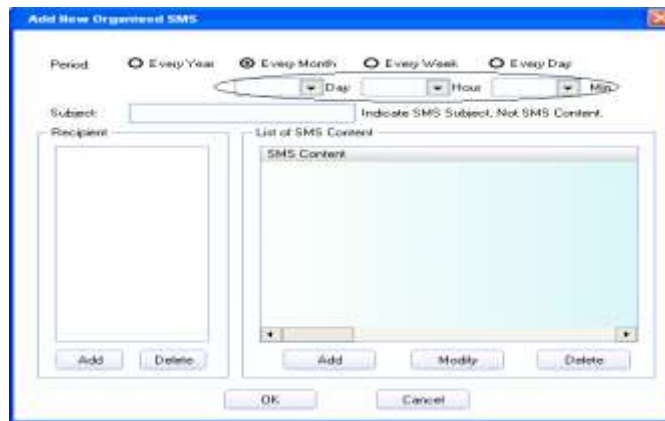 Add New Organised SMS
Period: Every Year Every Month Every Week Every Day
Day Hour Min
Subject: Indicate SMS Subject, Not SMS Content.
Recipient List of SMS Content
SMS Content
Add Delete Add Modify Delete
OK Cancel